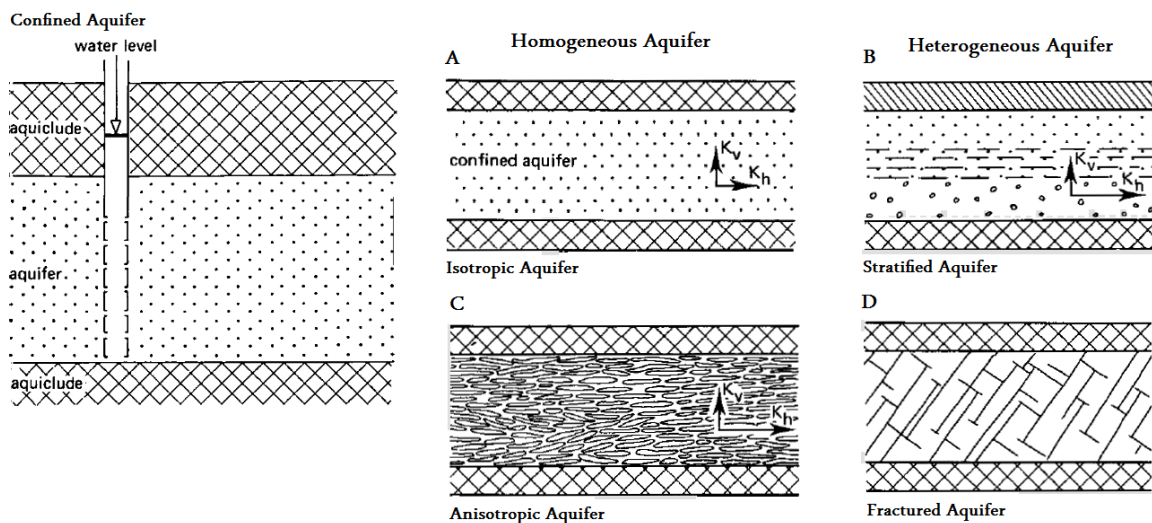 Confined Aquifer
water level
aquiclude
aquifer
aquiclude
Homogeneous Aquifer
A
confined aquifer
Kv
Kh
Isotropic Aquifer
Heterogeneous Aquifer
B
Kv
Kh
Stratified Aquifer
C
Kv
Kh
Anisotropic Aquifer
D
Fractured Aquifer